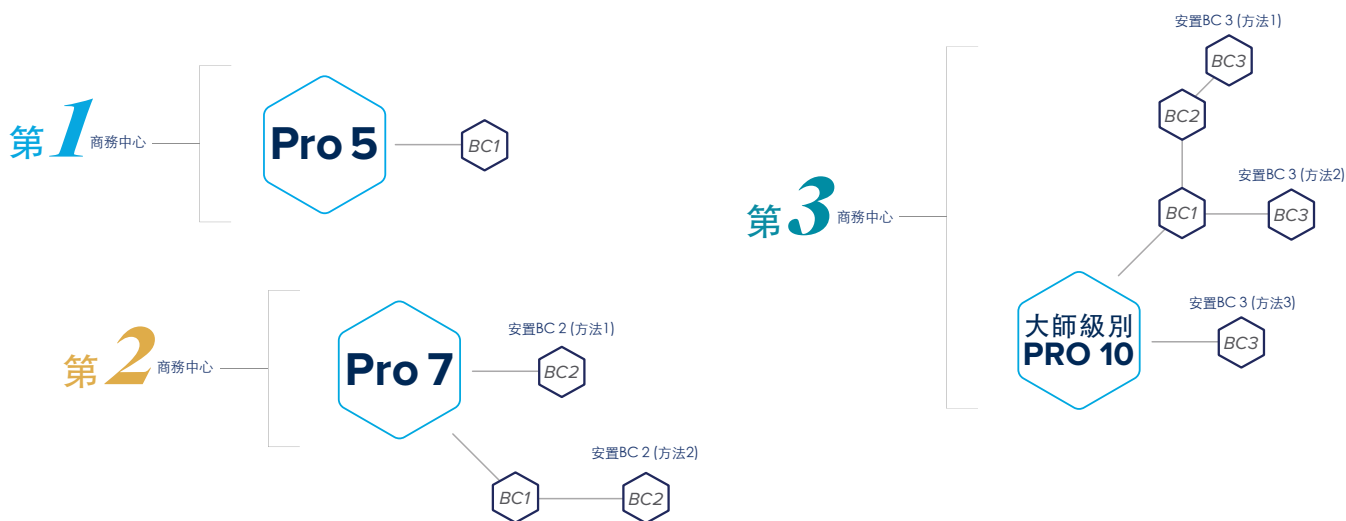 第1商務中心
Pro 5
BC1
第2商務中心
Pro 7
安置BC 2 (方法1)
BC2
安置BC 2 (方法2)
BC1
BC2
第3商務中心
安置BC 3 (方法1)
BC3
BC2
安置BC 3 (方法2)
BC1
BC3
大師級別
PRO 10
安置BC 3 (方法3)
BC3